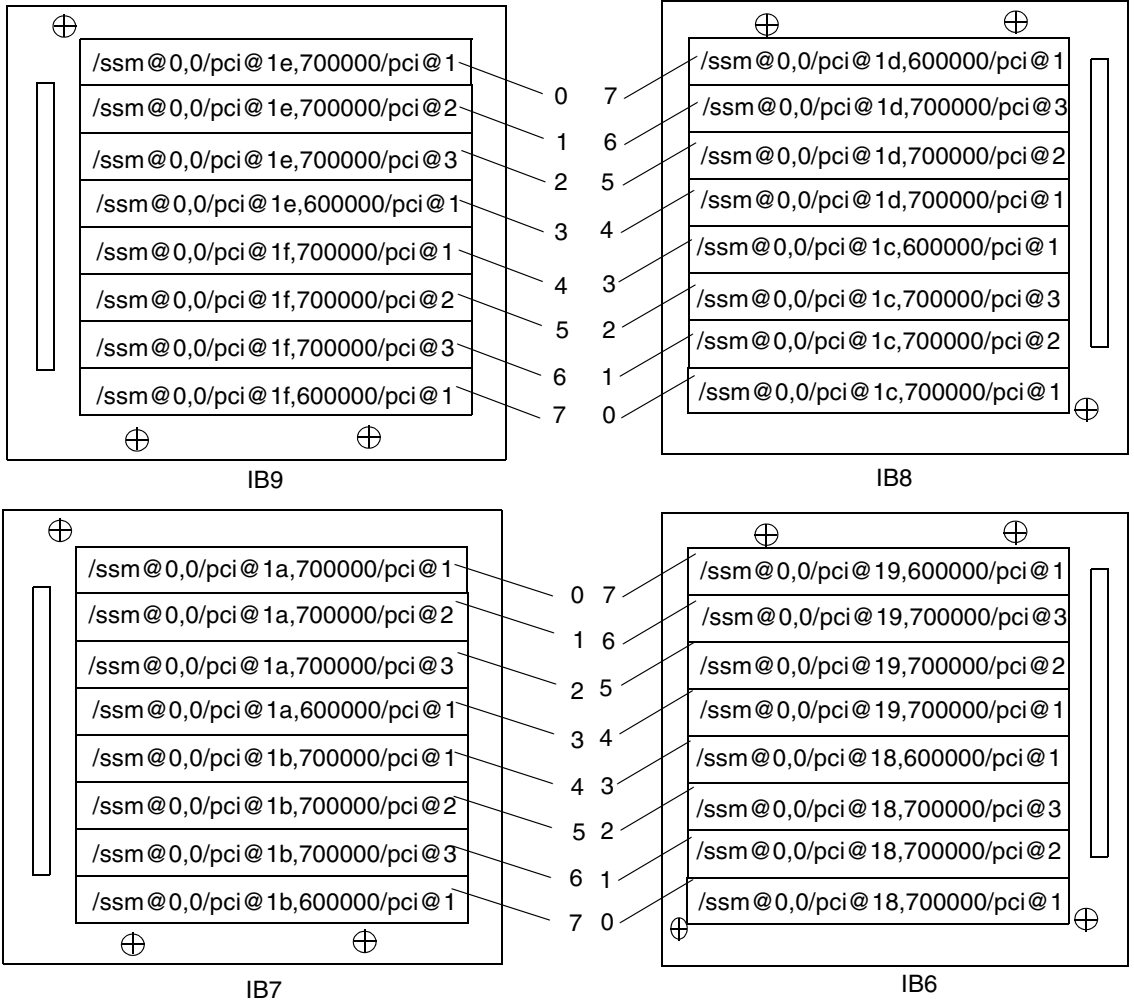 /ssm@0,0/pci@1e,700000/pci@1
/ssm@0,0/pci@1e,700000/pci@2
/ssm@0,0/pci@1e,700000/pci@3
/ssm@0,0/pci@1e,600000/pci@1
/ssm@0,0/pci@1f,700000/pci@1
/ssm@0,0/pci@1f,700000/pci@2
/ssm@0,0/pci@1f,700000/pci@3
/ssm@0,0/pci@1f,600000/pci@1
0
1
2
3
4
5
6
7
IB9
7
6
5
4
3
2
1
0
/ssm@0,0/pci@1d,600000/pci@1
/ssm@0,0/pci@1d,700000/pci@3
/ssm@0,0/pci@1d,700000/pci@2
/ssm@0,0/pci@1d,700000/pci@1
/ssm@0,0/pci@1c,600000/pci@1
/ssm@0,0/pci@1c,700000/pci@3
/ssm@0,0/pci@1c,700000/pci@2
/ssm@0,0/pci@1c,700000/pci@1
IB8
/ssm@0,0/pci@1a,700000/pci@1
/ssm@0,0/pci@1a,700000/pci@2
/ssm@0,0/pci@1a,700000/pci@3
/ssm@0,0/pci@1a,600000/pci@1
/ssm@0,0/pci@1b,700000/pci@1
/ssm@0,0/pci@1b,700000/pci@2
/ssm@0,0/pci@1b,700000/pci@3
/ssm@0,0/pci@1b,600000/pci@1
0
1
2
3
4
5
6
7
IB7
7
6
5
4
3
2
1
0
/ssm@0,0/pci@19,600000/pci@1
/ssm@0,0/pci@19,700000/pci@3
/ssm@0,0/pci@19,700000/pci@2
/ssm@0,0/pci@19,700000/pci@1
/ssm@0,0/pci@18,600000/pci@1
/ssm@0,0/pci@18,700000/pci@3
/ssm@0,0/pci@18,700000/pci@2
/ssm@0,0/pci@18,700000/pci@1
IB6